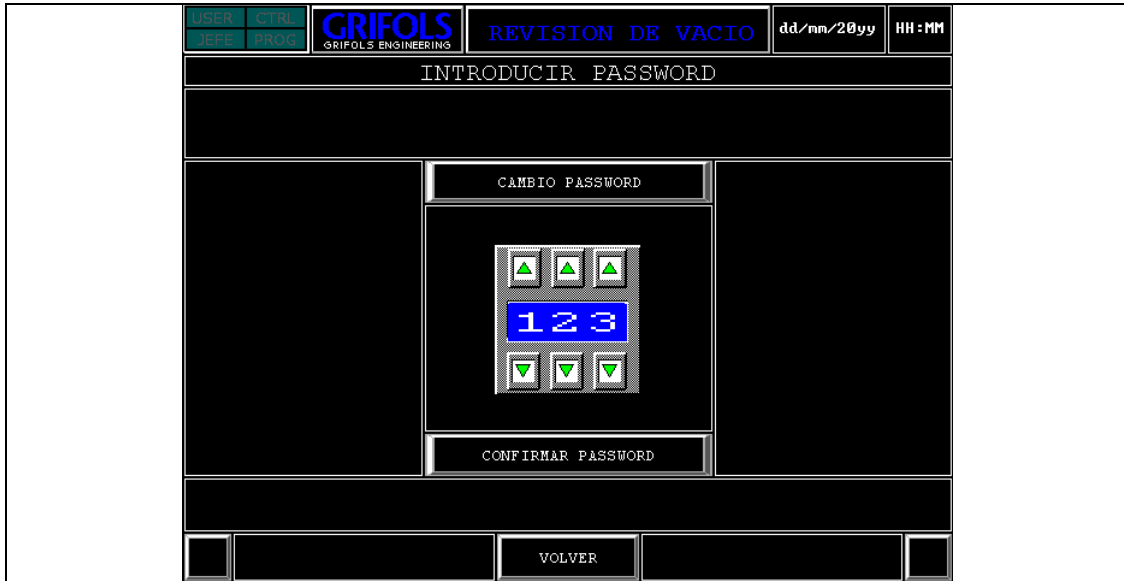 USER CTRL
JEFE PROG
GRIFOLS
GRIFOLS ENGINEERING
REVISION DE VACIO
dd/mm/20yy
HH:MM
INTRODUCIR PASSWORD
CAMBIO PASSWORD
123
CONFIRMAR PASSWORD
VOLVER